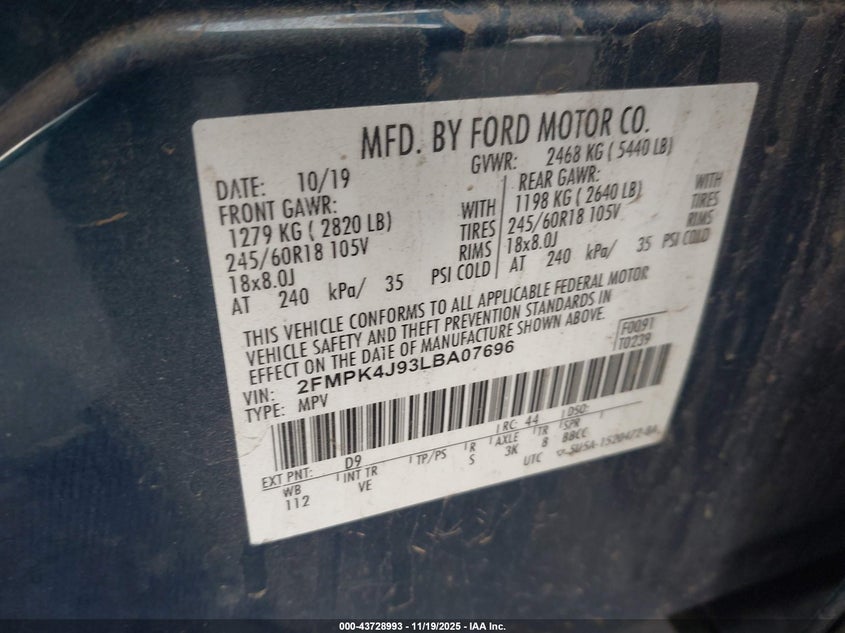 MFD. BY FORD MOTOR CO.
DATE: 10/19
GVWR: 2468 KG ( 5440 LB)
FRONT GAWR:
1279 KG ( 2820 LB)
245/60R18 105V
18x8.0J
AT 240 kPa/ 35 PSI COLD
WITH
TIRES
RIMS
REAR GAWR:
1198 KG ( 2640 LB)
245/60R18 105V
18x8.0J
AT 240 kPa/ 35 PSI COLD
WITH
TIRES
RIMS
THIS VEHICLE CONFORMS TO ALL APPLICABLE FEDERAL MOTOR
VEHICLE SAFETY AND THEFT PREVENTION STANDARDS IN
EFFECT ON THE DATE OF MANUFACTURE SHOWN ABOVE.
F0091
T0239
VIN: 2FMPK4J93LBA07696
TYPE: MPV
EXT PNT: D9
RC: 44
DSO:
WB
INT TR
TP/PS
R
AXLE
TR
SPR
112
VE
S
3K
8
BBCC
UTC
000-43728993 — 11/19/2025 — IAA Inc.